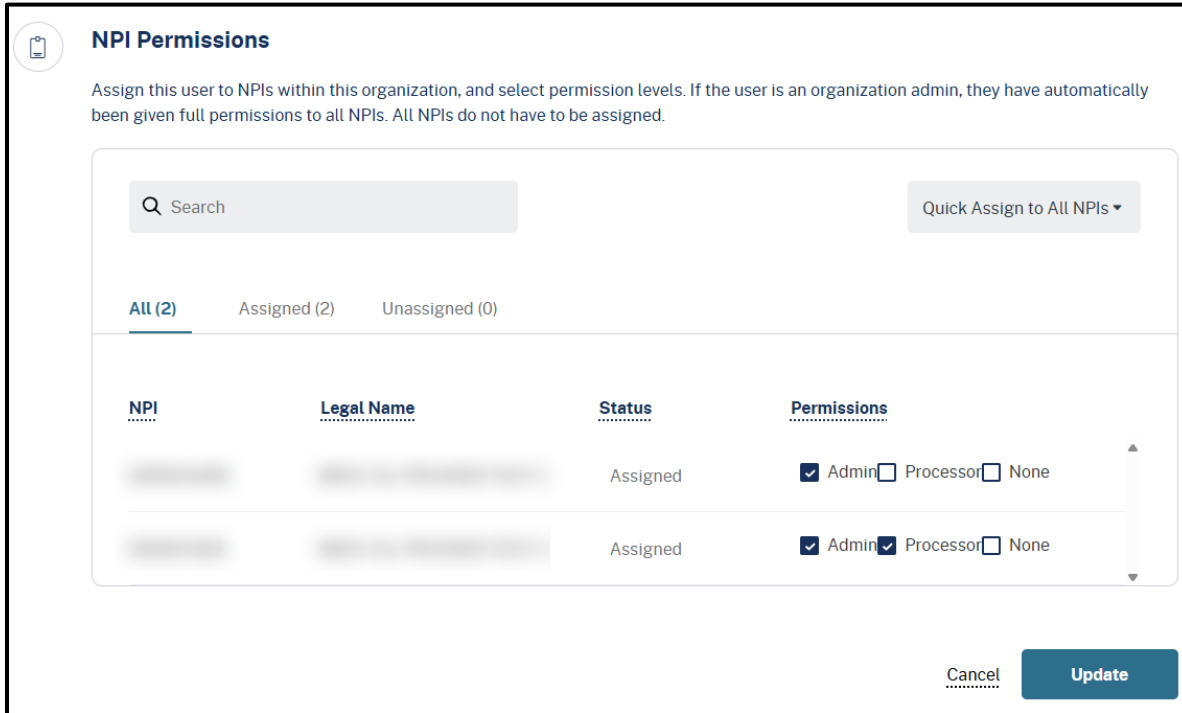 NPI Permissions
Assign this user to NPIs within this organization, and select permission levels. If the user is an organization admin, they have automatically
been given full permissions to all NPIs. All NPIs do not have to be assigned.
Search
Quick Assign to All NPIs
All (2) Assigned (2) Unassigned (0)
NPI Legal Name Status Permissions
Assigned Admin Processor None
Assigned Admin Processor None
Cancel Update